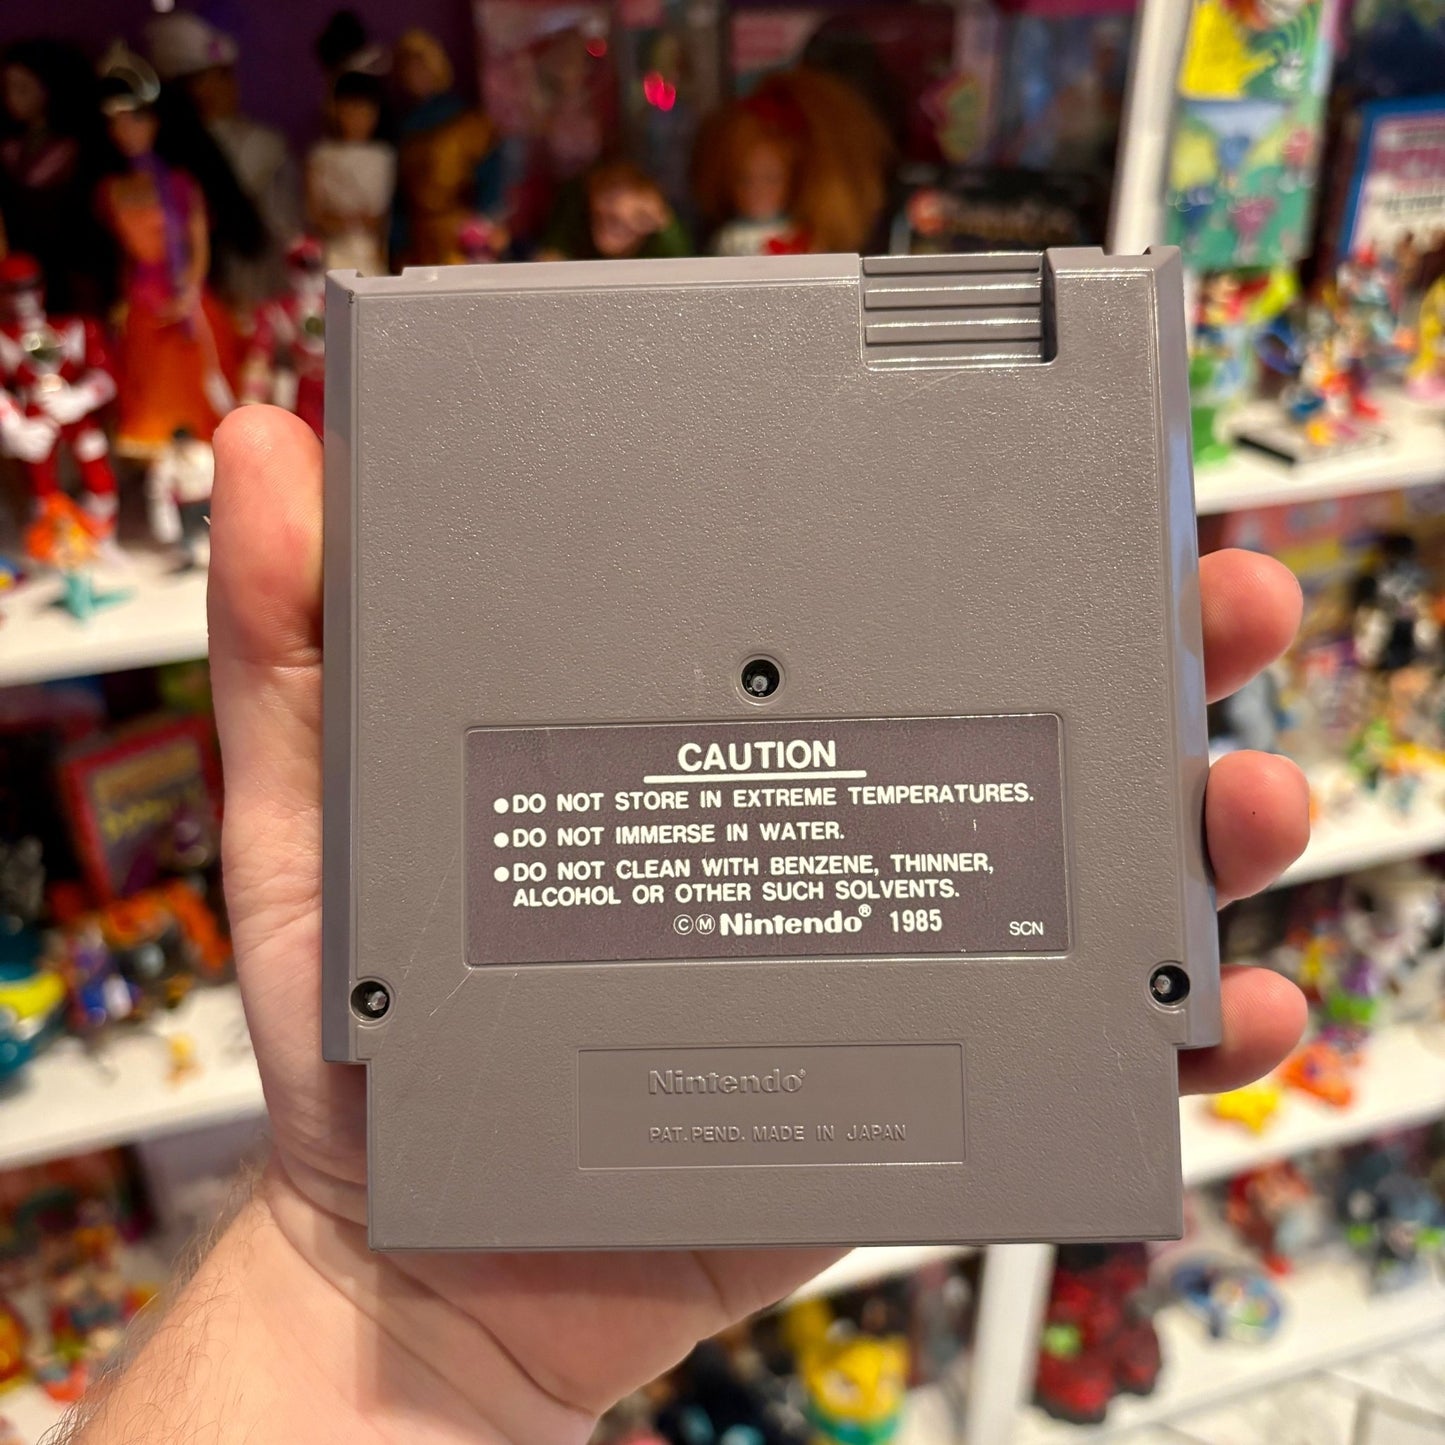 CAUTION
●DO NOT STORE IN EXTREME TEMPERATURES.
●DO NOT IMMERSE IN WATER.
●DO NOT CLEAN WITH BENZENE, THINNER,
ALCOHOL OR OTHER SUCH SOLVENTS.
©Ⓜ Nintendo® 1985 SCN
Nintendo®
PAT. PEND. MADE IN JAPAN